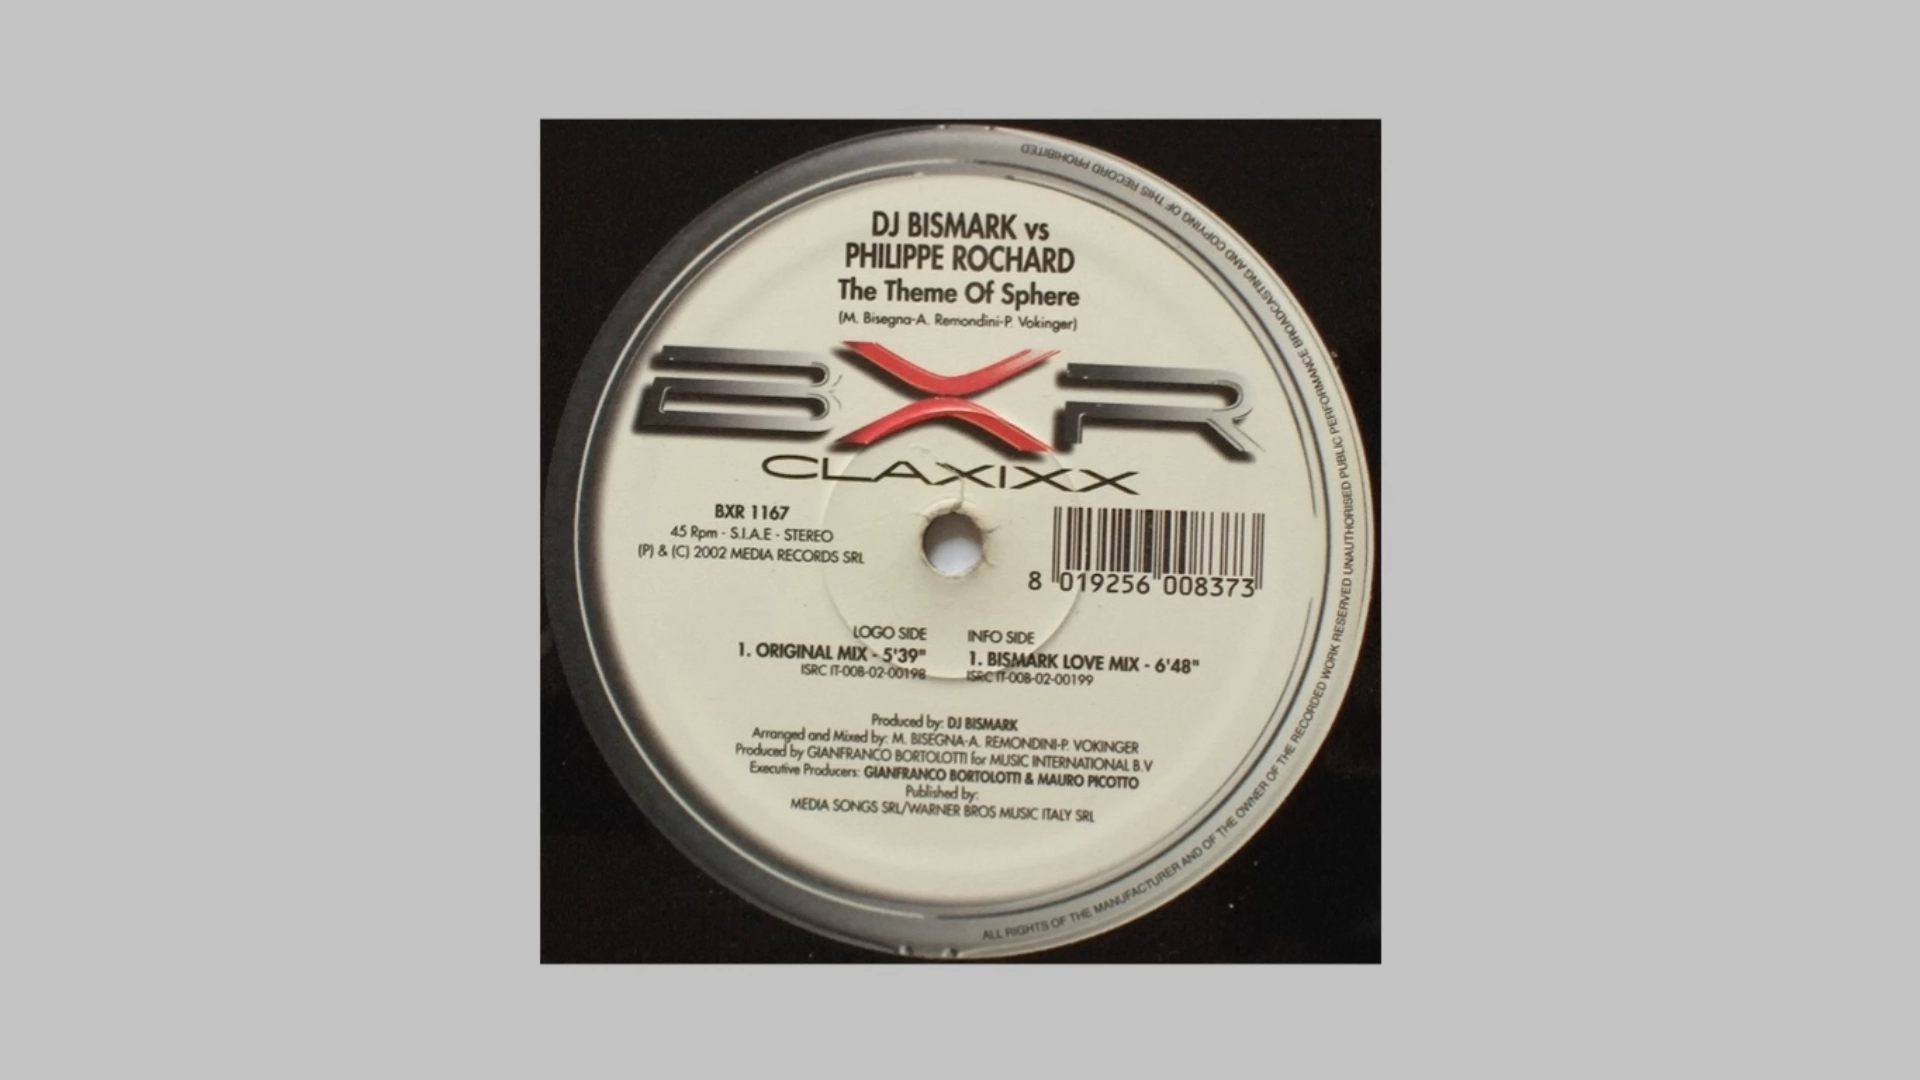 DJ BISMARK vs
PHILIPPE ROCHARD
The Theme Of Sphere
(M. Bisegna-A. Remondini-P. Vokinger)
BXR
CLAXIXX
BXR 1167
45 Rpm - S.I.A.E - STEREO
(P) & (C) 2002 MEDIA RECORDS SRL
8 019256 008373
LOGO SIDE
1. ORIGINAL MIX - 5'39"
ISRC IT-00B-02-00198
INFO SIDE
1. BISMARK LOVE MIX - 6'48"
ISRC IT-00B-02-00199
Produced by: DJ BISMARK
Arranged and Mixed by: M. BISEGNA-A. REMONDINI-P. VOKINGER
Produced by GIANFRANCO BORTOLOTTI for MUSIC INTERNATIONAL B.V
Executive Producers: GIANFRANCO BORTOLOTTI & MAURO PICOTTO
Published by:
MEDIA SONGS SRL/WARNER BROS MUSIC ITALY SRL
ALL RIGHTS OF THE MANUFACTURER AND OF THE OWNER OF THE RECORDED WORK RESERVED UNAUTHORISED PUBLIC PERFORMANCE BROADCASTING AND COPYING OF THIS RECORD PROHIBITED